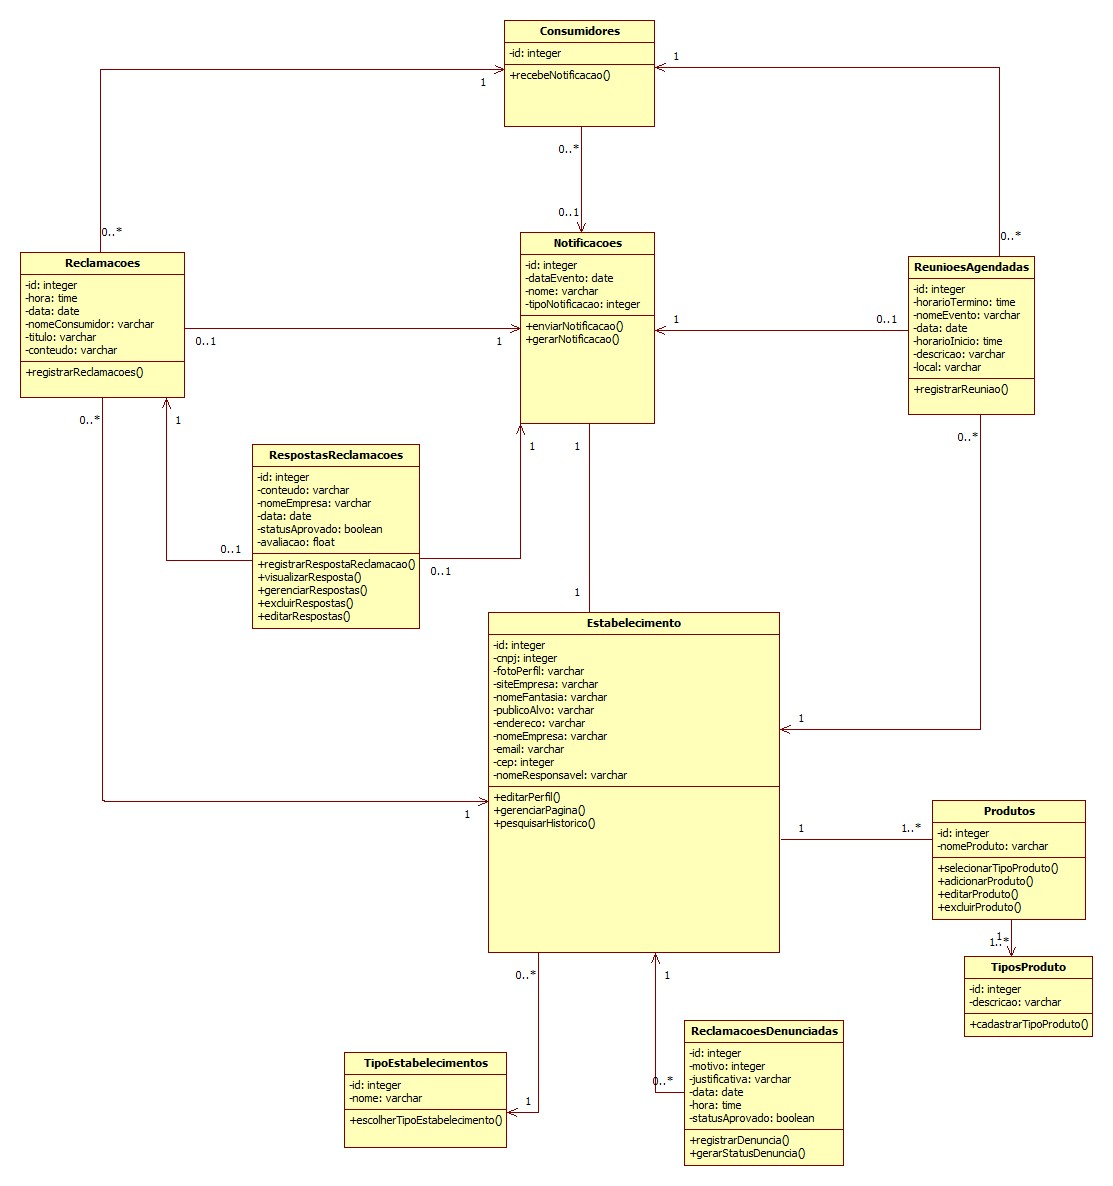 Consumidores
-id: integer
+recebeNotificacao()
1
1
0..*
0..1
0..*
0..*
Reclamacoes
-id: integer
-hora: time
-data: date
-nomeConsumidor: varchar
-titulo: varchar
-conteudo: varchar
+registrarReclamacoes()
Notificacoes
-id: integer
-dataEvento: date
-nome: varchar
-tipoNotificacao: integer
+enviarNotificacao()
+gerarNotificacao()
ReunioesAgendadas
-id: integer
-horarioTermino: time
-nomeEvento: varchar
-data: date
-horarioInicio: time
-descricao: varchar
-local: varchar
+registrarReuniao()
0..1
1
1
0..1
0..*
1
1
1
0..*
RespostasReclamacoes
-id: integer
-conteudo: varchar
-nomeEmpresa: varchar
-data: date
-statusAprovado: boolean
-avaliacao: float
+registrarRespostaReclamacao()
+visualizarResposta()
+gerenciarRespostas()
+excluirRespostas()
+editarRespostas()
0..1
0..1
1
Estabelecimento
-id: integer
-cnpj: integer
-fotoPerfil: varchar
-siteEmpresa: varchar
-nomeFantasia: varchar
-publicoAlvo: varchar
-endereco: varchar
-nomeEmpresa: varchar
-email: varchar
-cep: integer
-nomeResponsavel: varchar
+editarPerfil()
+gerenciarPagina()
+pesquisarHistorico()
1
1
1
1..*
Produtos
-id: integer
-nomeProduto: varchar
+selecionarTipoProduto()
+adicionarProduto()
+editarProduto()
+excluirProduto()
1
1..*
TiposProduto
-id: integer
-descricao: varchar
+cadastrarTipoProduto()
0..*
1
TipoEstabelecimentos
-id: integer
-nome: varchar
+escolherTipoEstabelecimento()
1
0..*
ReclamacoesDenunciadas
-id: integer
-motivo: integer
-justificativa: varchar
-data: date
-hora: time
-statusAprovado: boolean
+registrarDenuncia()
+gerarStatusDenuncia()